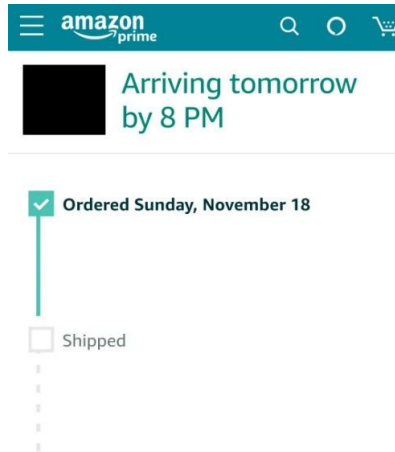 amazon
prime
Arriving tomorrow
by 8 PM
Ordered Sunday, November 18
Shipped